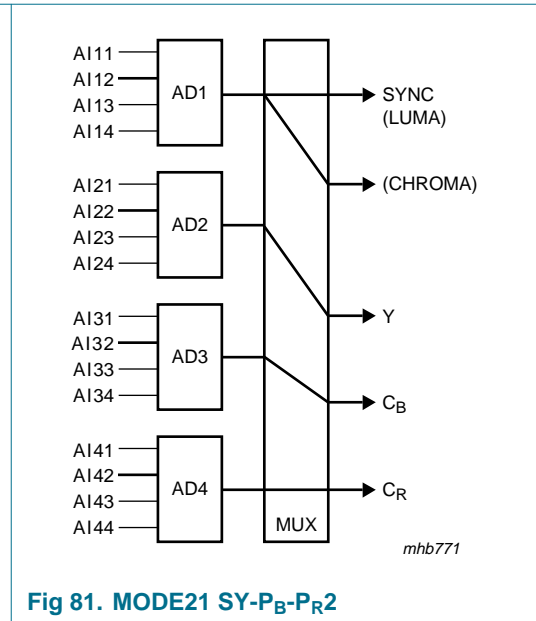 AI11
AI12
AI13
AI14
AD1
SYNC
(LUMA)
(CHROMA)
AI21
AI22
AI23
AI24
AD2
Y
AI31
AI32
AI33
AI34
AD3
CB
AI41
AI42
AI43
AI44
AD4
CR
MUX
mhb771
Fig 81. MODE21 SY-PB-PR2